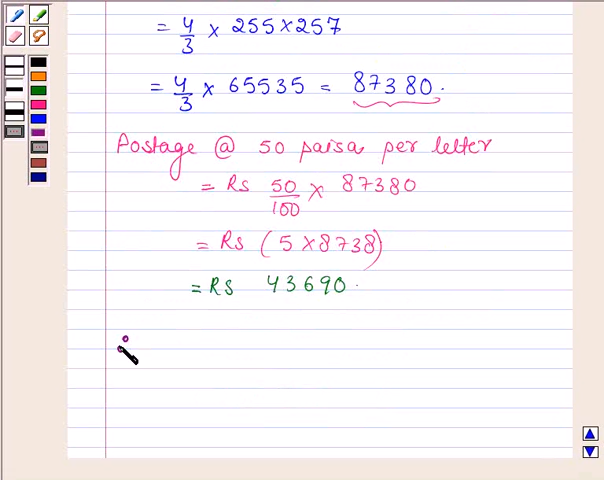 = 4/3 × 255 × 257
= 4/3 × 65535 = 87380.
Postage @ 50 paisa per letter
= Rs 50/100 × 87380
= Rs (5 × 8738)
= Rs 43690.